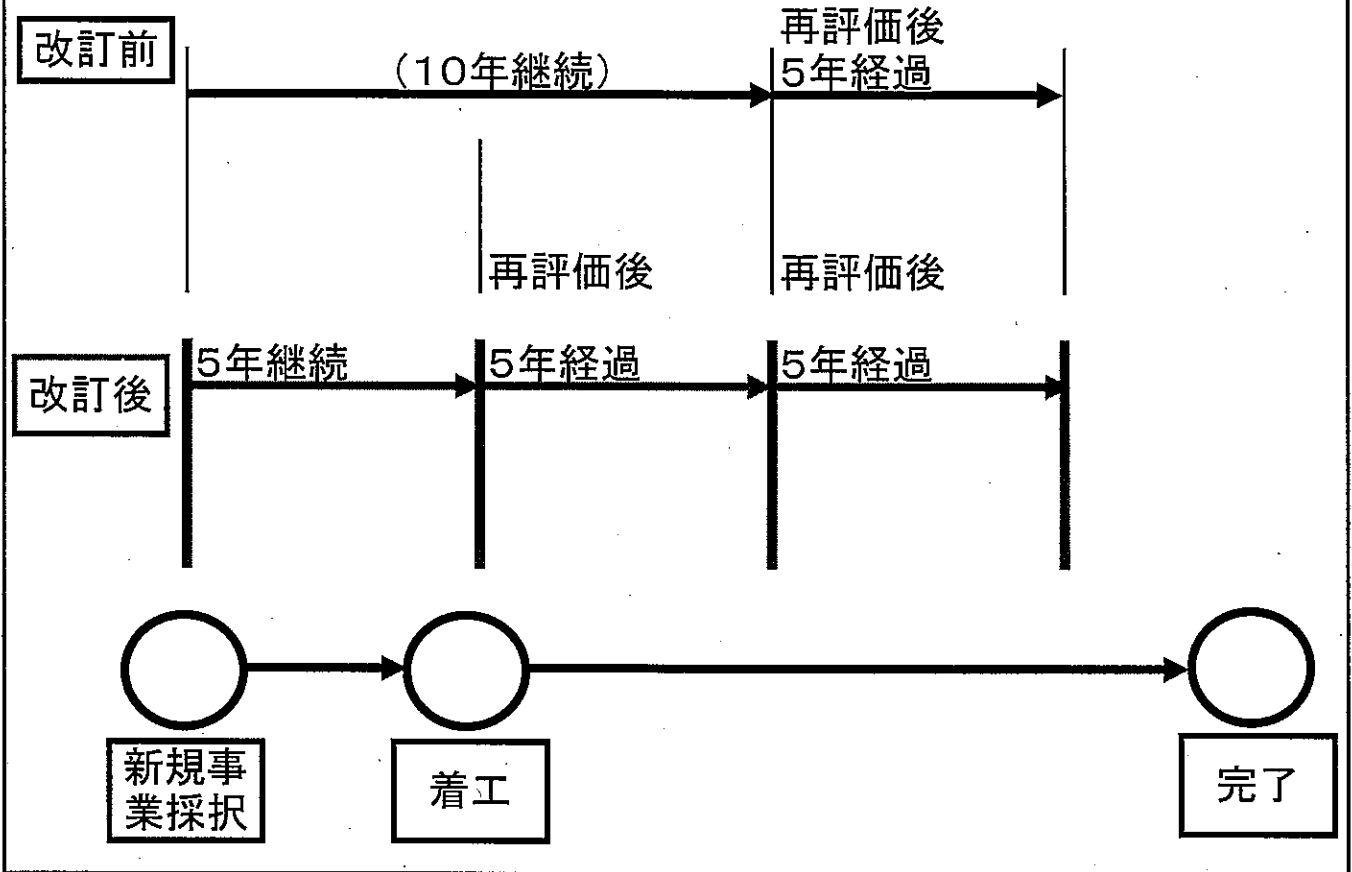 改訂前
(10年継続)
再評価後
5年経過
再評価後
再評価後
改訂後
5年継続
5年経過
5年経過
新規事
業採択
着工
完了